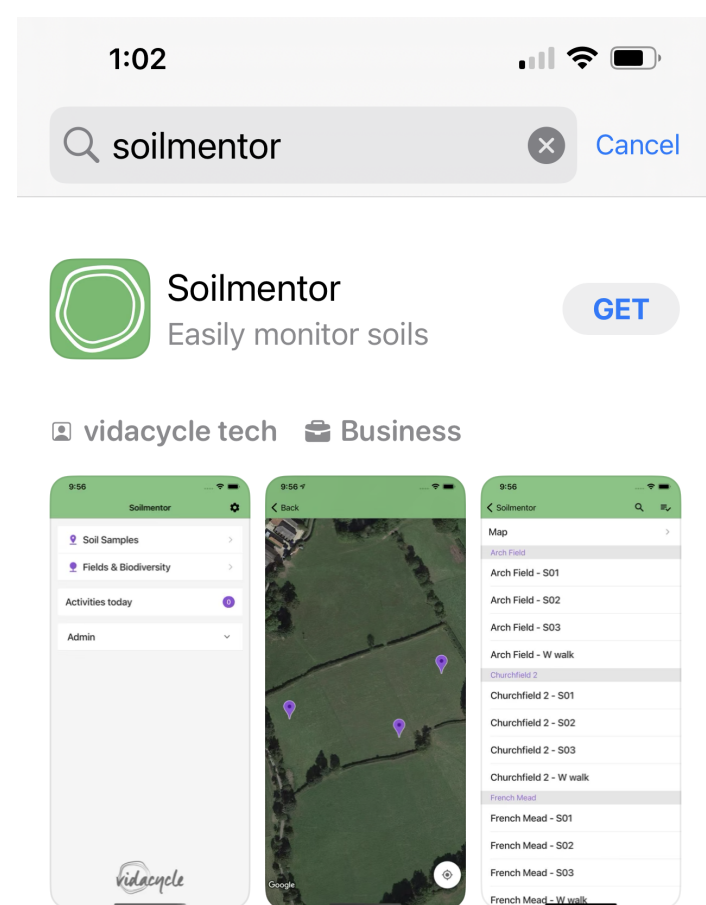 1:02
soilmentor
Cancel
Soilmentor
Easily monitor soils
GET
vidacycle tech
Business
9:56
Soilmentor
Soil Samples
Fields & Biodiversity
Activities today
0
Admin
vidacycle
9:56
Back
Google
9:56
Soilmentor
Map
Arch Field
Arch Field - S01
Arch Field - S02
Arch Field - S03
Arch Field - W walk
Churchfield 2
Churchfield 2 - S01
Churchfield 2 - S02
Churchfield 2 - S03
Churchfield 2 - W walk
French Mead
French Mead - S01
French Mead - S02
French Mead - S03
French Mead - W walk